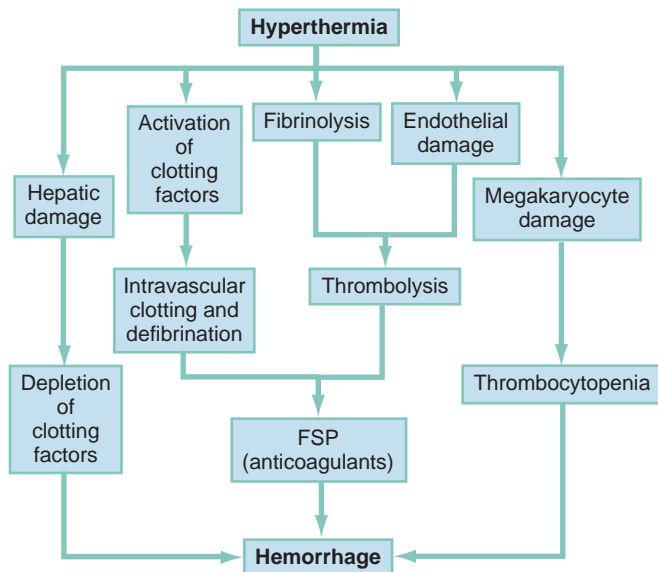 Hyperthermia
Activation
of
clotting
factors
Fibrinolysis
Endothelial
damage
Hepatic
damage
Megakaryocyte
damage
Intravascular
clotting and
defibrination
Thrombolysis
Depletion
of
clotting
factors
Thrombocytopenia
FSP
(anticoagulants)
Hemorrhage